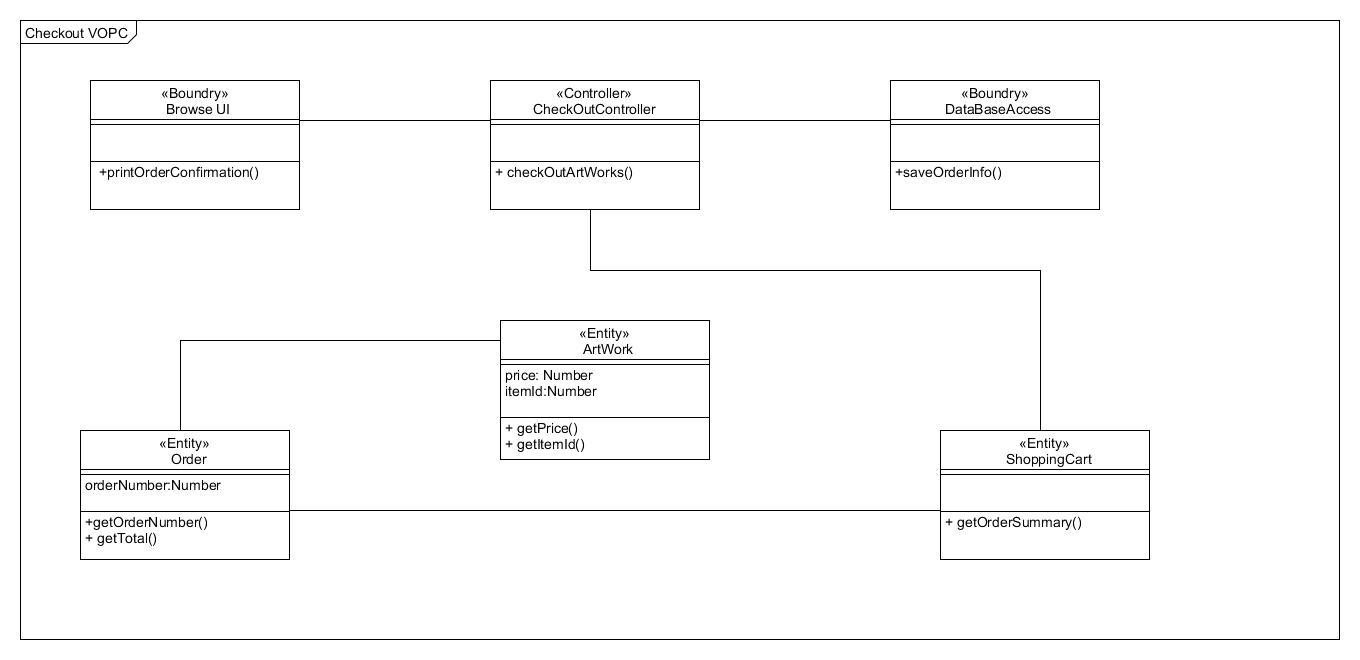 Checkout VOPC
«Boundry»
Browse UI
+printOrderConfirmation()
«Controller»
CheckOutController
+ checkOutArtWorks()
«Boundry»
DataBaseAccess
+saveOrderInfo()
«Entity»
ArtWork
price: Number
itemId:Number
+ getPrice()
+ getItemId()
«Entity»
Order
orderNumber:Number
+getOrderNumber()
+ getTotal()
«Entity»
ShoppingCart
+ getOrderSummary()